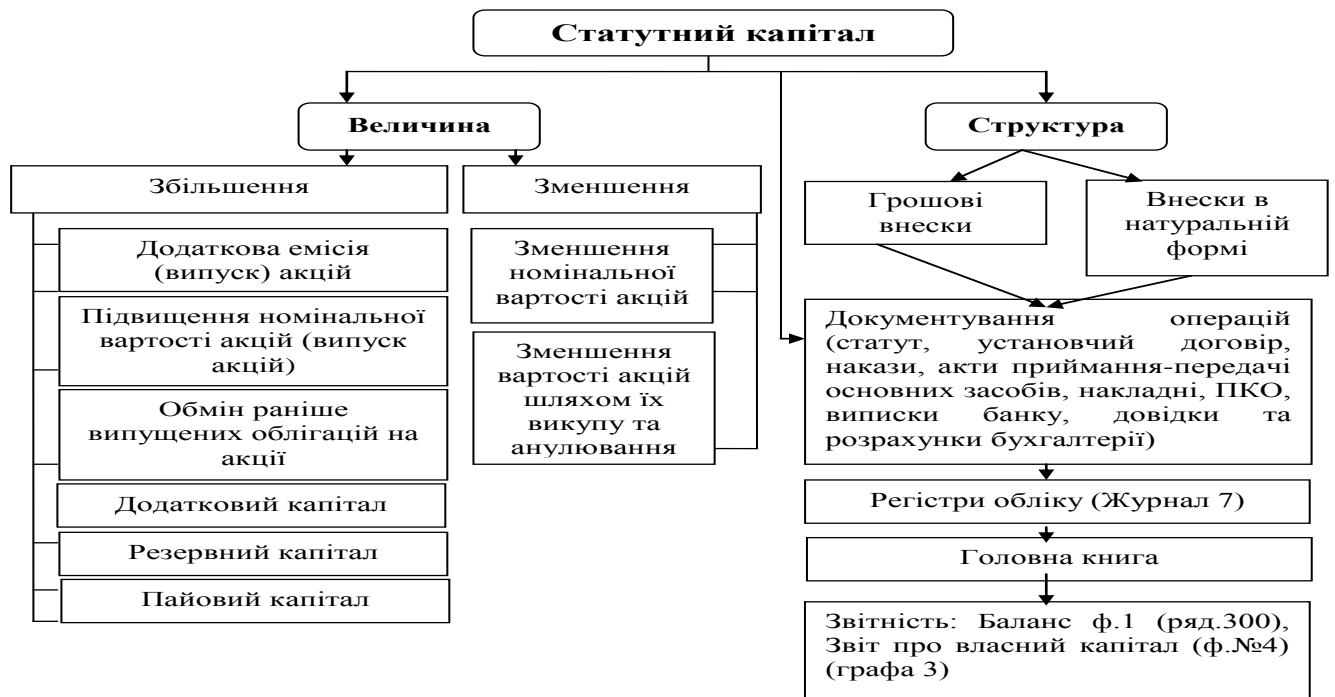 Статутний капітал
Величина
Структура
Збільшення
Зменшення
Додаткова емісія
(випуск) акцій
Підвищення номінальної
вартості акцій (випуск
акцій)
Обмін раніше
випущених облігацій на
акції
Додатковий капітал
Резервний капітал
Пайовий капітал
Зменшення
номінальної
вартості акцій
Зменшення
вартості акцій
шляхом їх
викупу та
анулювання
Грошові
внески
Внески в
натуральній
формі
Документування операцій
(статут, установчий договір,
накази, акти приймання-передачі
основних засобів, накладні, ПКО,
виписки банку, довідки та
розрахунки бухгалтерії)
Регістри обліку (Журнал 7)
Головна книга
Звітність: Баланс ф.1 (ряд.300),
Звіт про власний капітал (ф.№4)
(графа 3)